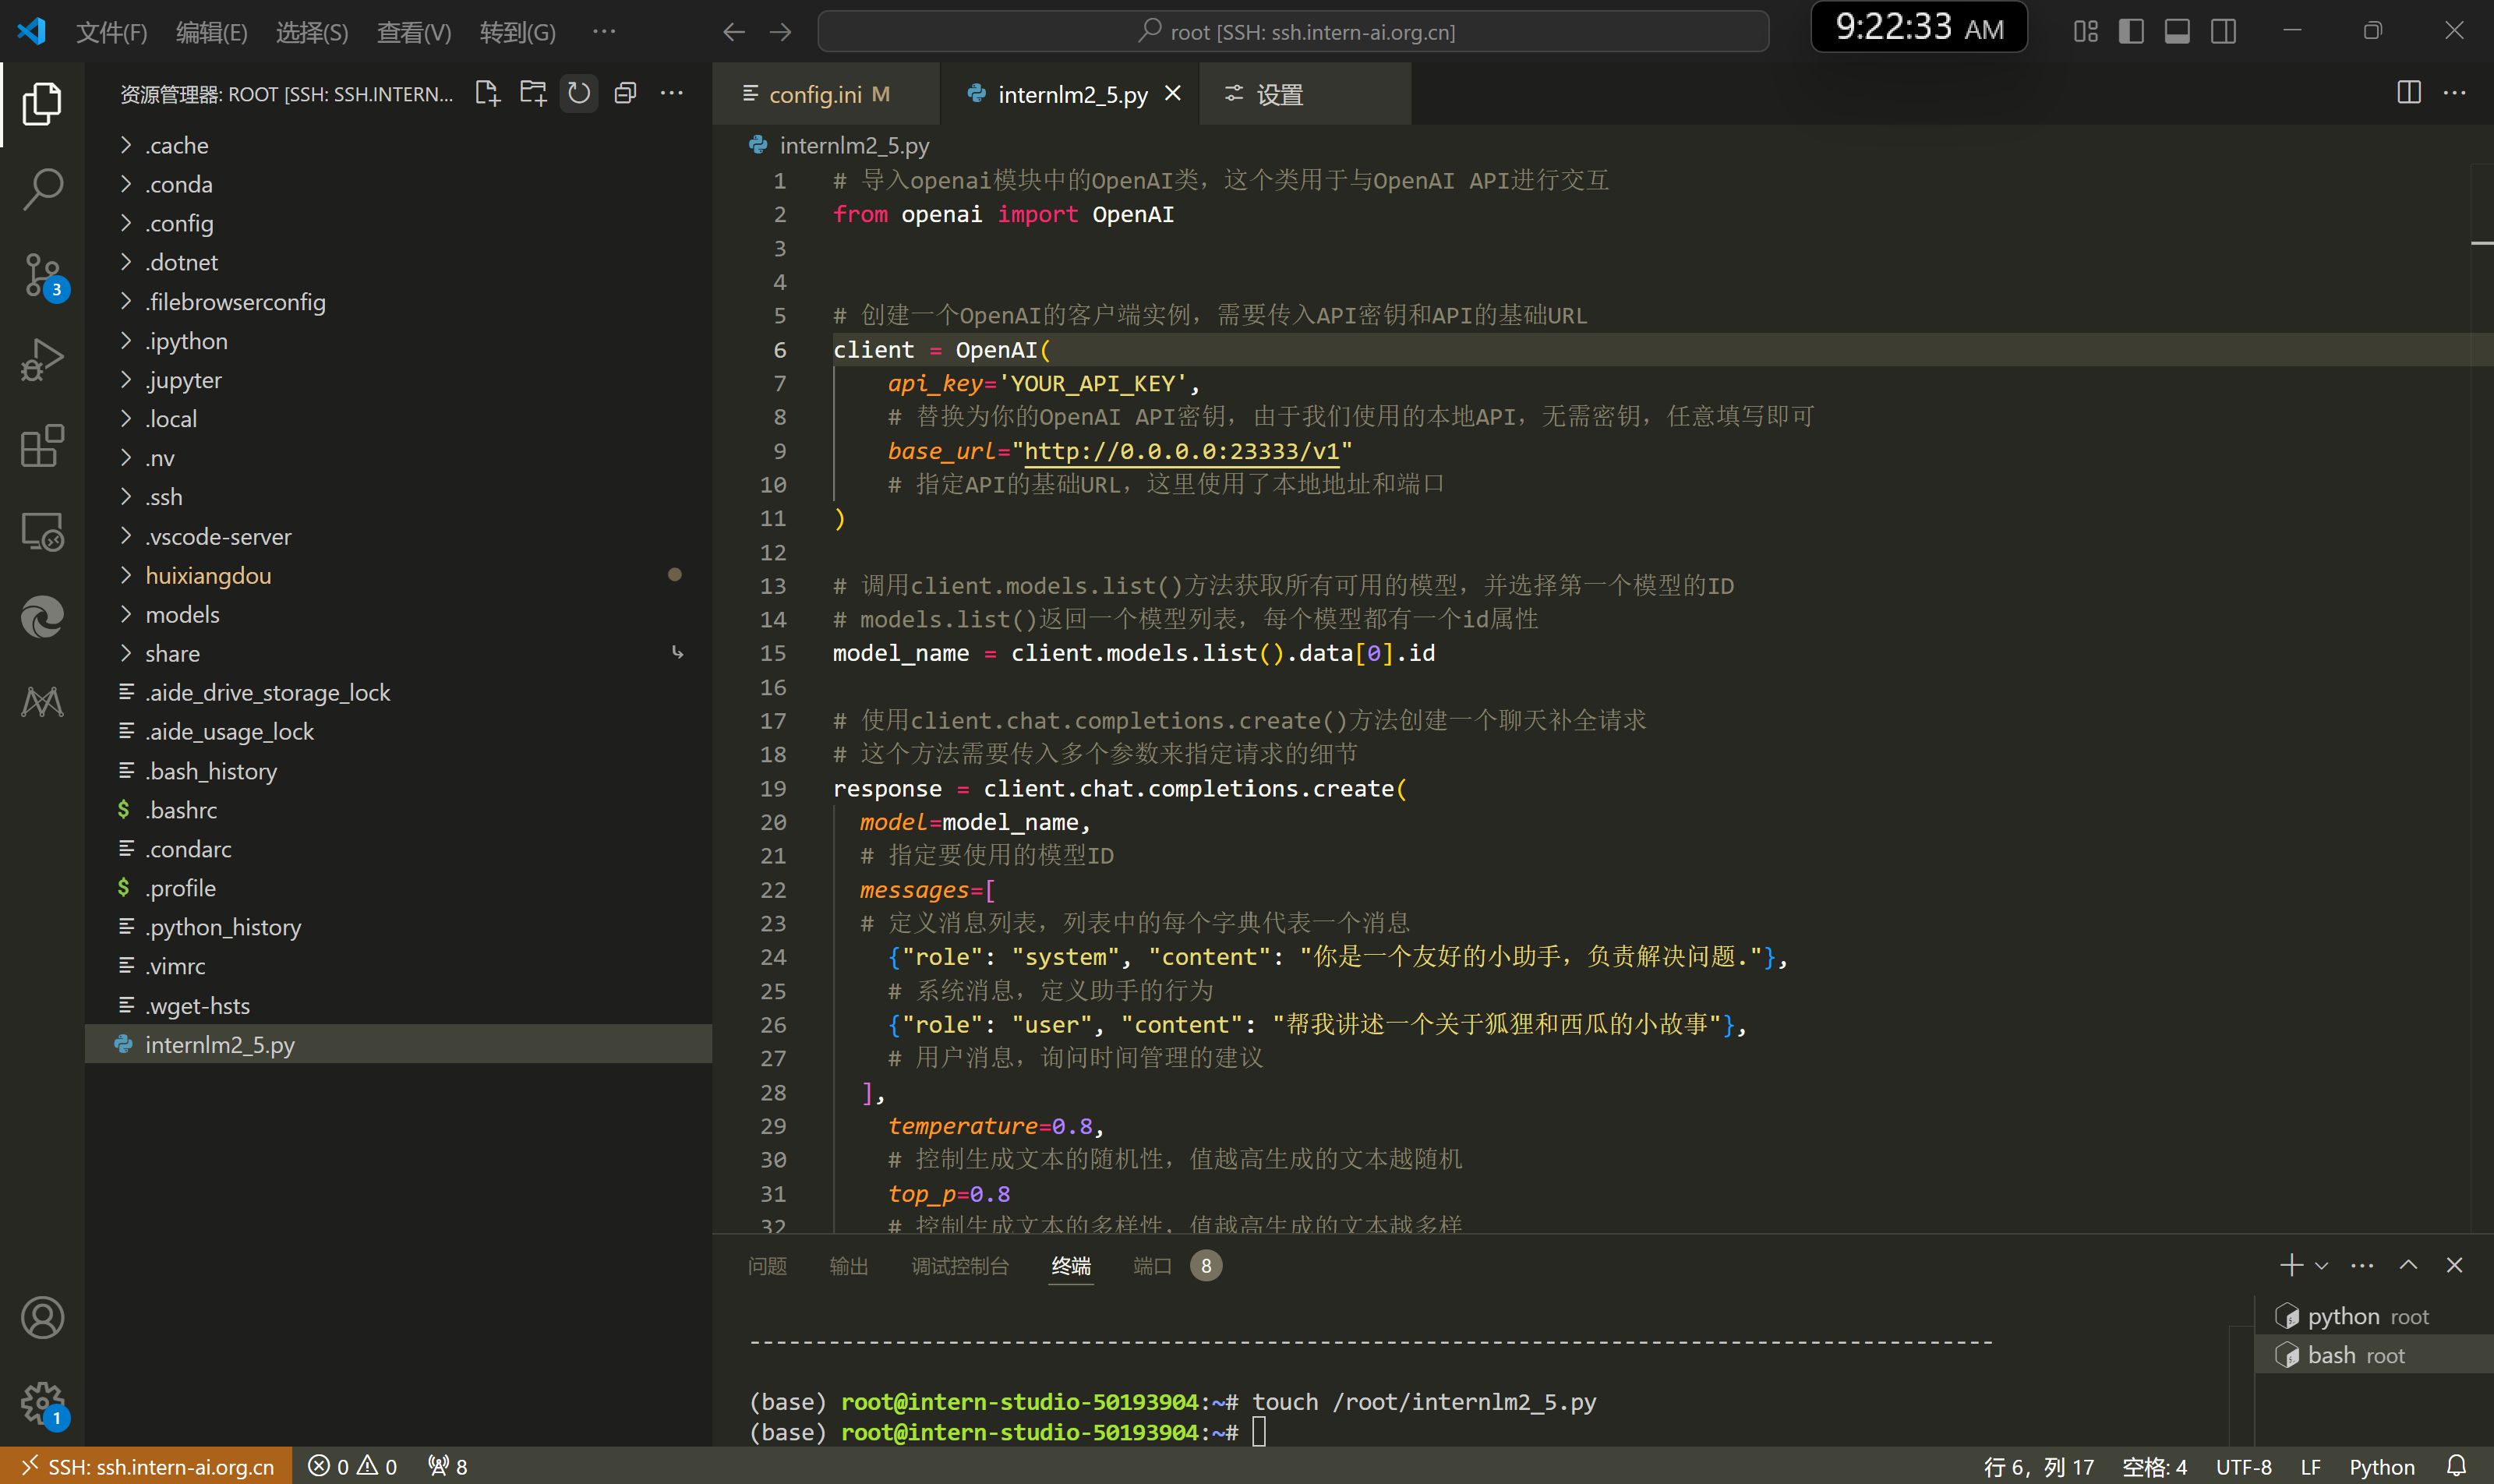 文件(F) 编辑(E) 选择(S) 查看(V) 转到(G) ··· root [SSH: ssh.intern-ai.org.cn] 9:22:33 AM
资源管理器: ROOT [SSH: SSH.INTERN...
.cache
.conda
.config
.dotnet
.filebrowserconfig
.ipython
.jupyter
.local
.nv
.ssh
.vscode-server
huixiangdou
models
share
.aide_drive_storage_lock
.aide_usage_lock
.bash_history
$ .bashrc
.condarc
$ .profile
.python_history
.vimrc
.wget-hsts
internlm2_5.py
3
1
config.ini M internlm2_5.py 设置
internlm2_5.py
1 # 导入openai模块中的OpenAI类，这个类用于与OpenAI API进行交互
2 from openai import OpenAI
3
4
5 # 创建一个OpenAI的客户端实例，需要传入API密钥和API的基础URL
6 client = OpenAI(
7 api_key='YOUR_API_KEY',
8 # 替换为你的OpenAI API密钥，由于我们使用的本地API，无需密钥，任意填写即可
9 base_url="http://0.0.0.0:23333/v1"
10 # 指定API的基础URL，这里使用了本地地址和端口
11 )
12
13 # 调用client.models.list()方法获取所有可用的模型，并选择第一个模型的ID
14 # models.list()返回一个模型列表，每个模型都有一个id属性
15 model_name = client.models.list().data[0].id
16
17 # 使用client.chat.completions.create()方法创建一个聊天补全请求
18 # 这个方法需要传入多个参数来指定请求的细节
19 response = client.chat.completions.create(
20 model=model_name,
21 # 指定要使用的模型ID
22 messages=[
23 # 定义消息列表，列表中的每个字典代表一个消息
24 {"role": "system", "content": "你是一个友好的小助手，负责解决问题."},
25 # 系统消息，定义助手的行为
26 {"role": "user", "content": "帮我讲述一个关于狐狸和西瓜的小故事"},
27 # 用户消息，询问时间管理的建议
28 ],
29 temperature=0.8,
30 # 控制生成文本的随机性，值越高生成的文本越随机
31 top_p=0.8
32 # 控制生成文本的多样性，值越高生成的文本越多样
问题 输出 调试控制台 终端 端口 8
--------------------------------------------------------------------------------------------
(base) root@intern-studio-50193904:~# touch /root/internlm2_5.py
(base) root@intern-studio-50193904:~#
python root
bash root
SSH: ssh.intern-ai.org.cn 0 0 8 行 6，列 17 空格: 4 UTF-8 LF Python